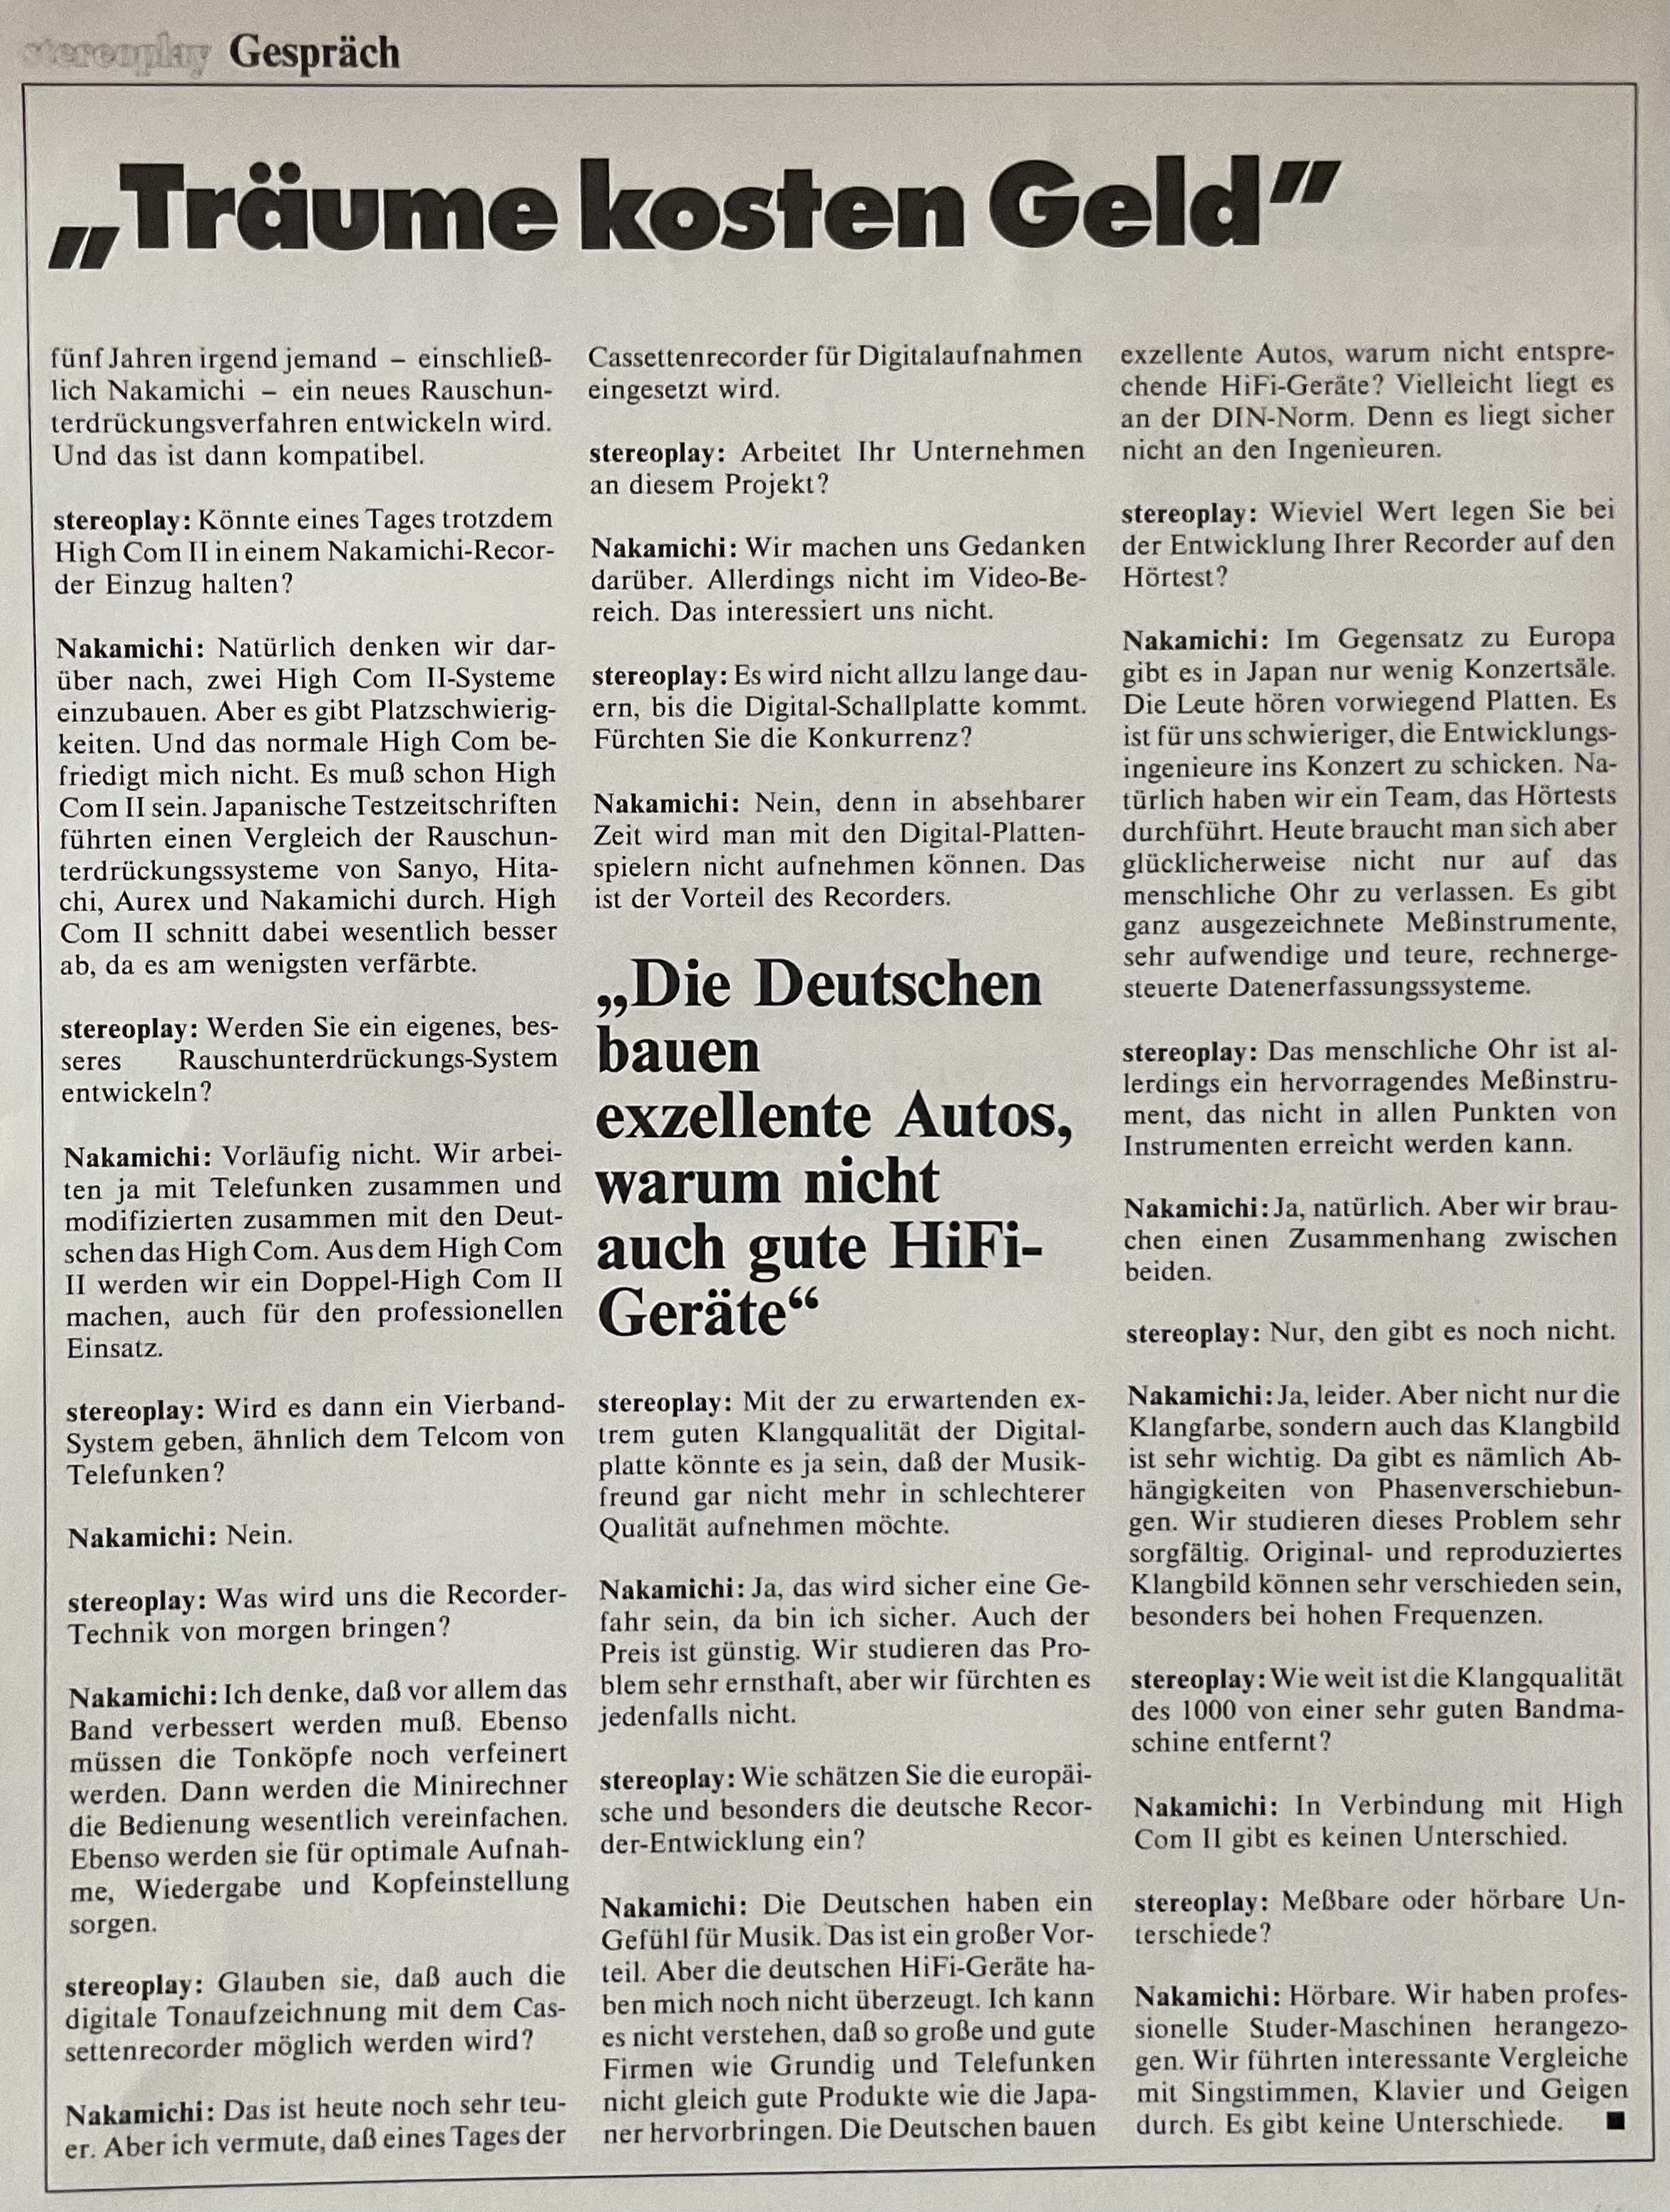 stereoplay Gespräch
„Träume kosten Geld”
fünf Jahren irgend jemand – einschließ-
lich Nakamichi – ein neues Rauschun-
terdrückungsverfahren entwickeln wird.
Und das ist dann kompatibel.
stereoplay: Könnte eines Tages trotzdem
High Com II in einem Nakamichi-Recor-
der Einzug halten?
Nakamichi: Natürlich denken wir dar-
über nach, zwei High Com II-Systeme
einzubauen. Aber es gibt Platzschwierig-
keiten. Und das normale High Com be-
friedigt mich nicht. Es muß schon High
Com II sein. Japanische Testzeitschriften
führten einen Vergleich der Rauschun-
terdrückungssysteme von Sanyo, Hita-
chi, Aurex und Nakamichi durch. High
Com II schnitt dabei wesentlich besser
ab, da es am wenigsten verfärbte.
stereoplay: Werden Sie ein eigenes, bes-
seres Rauschunterdrückungs-System
entwickeln?
Nakamichi: Vorläufig nicht. Wir arbei-
ten ja mit Telefunken zusammen und
modifizierten zusammen mit den Deut-
schen das High Com. Aus dem High Com
II werden wir ein Doppel-High Com II
machen, auch für den professionellen
Einsatz.
stereoplay: Wird es dann ein Vierband-
System geben, ähnlich dem Telcom von
Telefunken?
Nakamichi: Nein.
stereoplay: Was wird uns die Recorder-
Technik von morgen bringen?
Nakamichi: Ich denke, daß vor allem das
Band verbessert werden muß. Ebenso
müssen die Tonköpfe noch verfeinert
werden. Dann werden die Minirechner
die Bedienung wesentlich vereinfachen.
Ebenso werden sie für optimale Aufnah-
me, Wiedergabe und Kopfeinstellung
sorgen.
stereoplay: Glauben sie, daß auch die
digitale Tonaufzeichnung mit dem Cas-
settenrecorder möglich werden wird?
Nakamichi: Das ist heute noch sehr teu-
er. Aber ich vermute, daß eines Tages der
Cassettenrecorder für Digitalaufnahmen
eingesetzt wird.
stereoplay: Arbeitet Ihr Unternehmen
an diesem Projekt?
Nakamichi: Wir machen uns Gedanken
darüber. Allerdings nicht im Video-Be-
reich. Das interessiert uns nicht.
stereoplay: Es wird nicht allzu lange dau-
ern, bis die Digital-Schallplatte kommt.
Fürchten Sie die Konkurrenz?
Nakamichi: Nein, denn in absehbarer
Zeit wird man mit den Digital-Platten-
spielern nicht aufnehmen können. Das
ist der Vorteil des Recorders.
„Die Deutschen
bauen
exzellente Autos,
warum nicht
auch gute HiFi-
Geräte“
stereoplay: Mit der zu erwartenden ex-
trem guten Klangqualität der Digital-
platte könnte es ja sein, daß der Musik-
freund gar nicht mehr in schlechterer
Qualität aufnehmen möchte.
Nakamichi: Ja, das wird sicher eine Ge-
fahr sein, da bin ich sicher. Auch der
Preis ist günstig. Wir studieren das Pro-
blem sehr ernsthaft, aber wir fürchten es
jedenfalls nicht.
stereoplay: Wie schätzen Sie die europäi-
sche und besonders die deutsche Recor-
der-Entwicklung ein?
Nakamichi: Die Deutschen haben ein
Gefühl für Musik. Das ist ein großer Vor-
teil. Aber die deutschen HiFi-Geräte ha-
ben mich noch nicht überzeugt. Ich kann
es nicht verstehen, daß so große und gute
Firmen wie Grundig und Telefunken
nicht gleich gute Produkte wie die Japa-
ner hervorbringen. Die Deutschen bauen
exzellente Autos, warum nicht entspre-
chende HiFi-Geräte? Vielleicht liegt es
an der DIN-Norm. Denn es liegt sicher
nicht an den Ingenieuren.
stereoplay: Wieviel Wert legen Sie bei
der Entwicklung Ihrer Recorder auf den
Hörtest?
Nakamichi: Im Gegensatz zu Europa
gibt es in Japan nur wenig Konzertsäle.
Die Leute hören vorwiegend Platten. Es
ist für uns schwieriger, die Entwicklungs-
ingenieure ins Konzert zu schicken. Na-
türlich haben wir ein Team, das Hörtests
durchführt. Heute braucht man sich aber
glücklicherweise nicht nur auf das
menschliche Ohr zu verlassen. Es gibt
ganz ausgezeichnete Meßinstrumente,
sehr aufwendige und teure, rechnerge-
steuerte Datenerfassungssysteme.
stereoplay: Das menschliche Ohr ist al-
lerdings ein hervorragendes Meßinstru-
ment, das nicht in allen Punkten von
Instrumenten erreicht werden kann.
Nakamichi: Ja, natürlich. Aber wir brau-
chen einen Zusammenhang zwischen
beiden.
stereoplay: Nur, den gibt es noch nicht.
Nakamichi: Ja, leider. Aber nicht nur die
Klangfarbe, sondern auch das Klangbild
ist sehr wichtig. Da gibt es nämlich Ab-
hängigkeiten von Phasenverschiebun-
gen. Wir studieren dieses Problem sehr
sorgfältig. Original- und reproduziertes
Klangbild können sehr verschieden sein,
besonders bei hohen Frequenzen.
stereoplay: Wie weit ist die Klangqualität
des 1000 von einer sehr guten Bandma-
schine entfernt?
Nakamichi: In Verbindung mit High
Com II gibt es keinen Unterschied.
stereoplay: Meßbare oder hörbare Un-
terschiede?
Nakamichi: Hörbare. Wir haben profes-
sionelle Studer-Maschinen herangezo-
gen. Wir führten interessante Vergleiche
mit Singstimmen, Klavier und Geigen
durch. Es gibt keine Unterschiede. ■